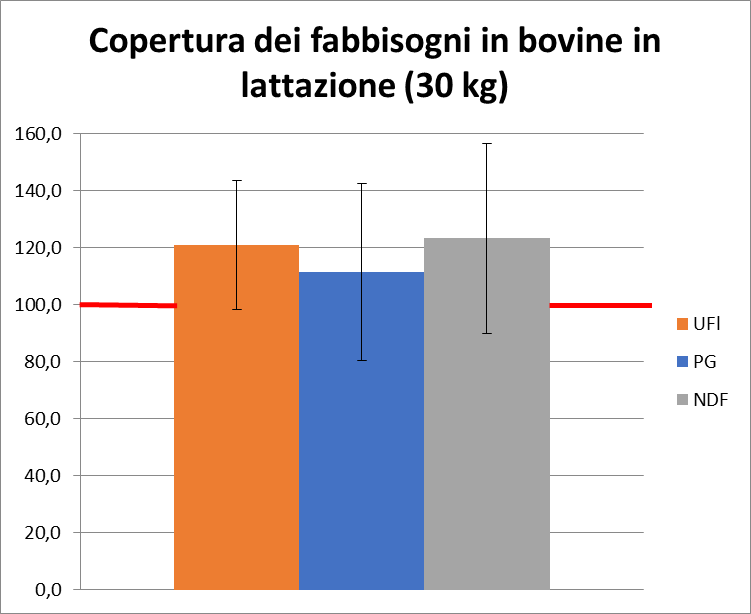 Copertura dei fabbisogni in bovine in
lattazione (30 kg)
160,0
140,0
120,0
100,0
80,0
60,0
40,0
20,0
0,0
UFl
PG
NDF